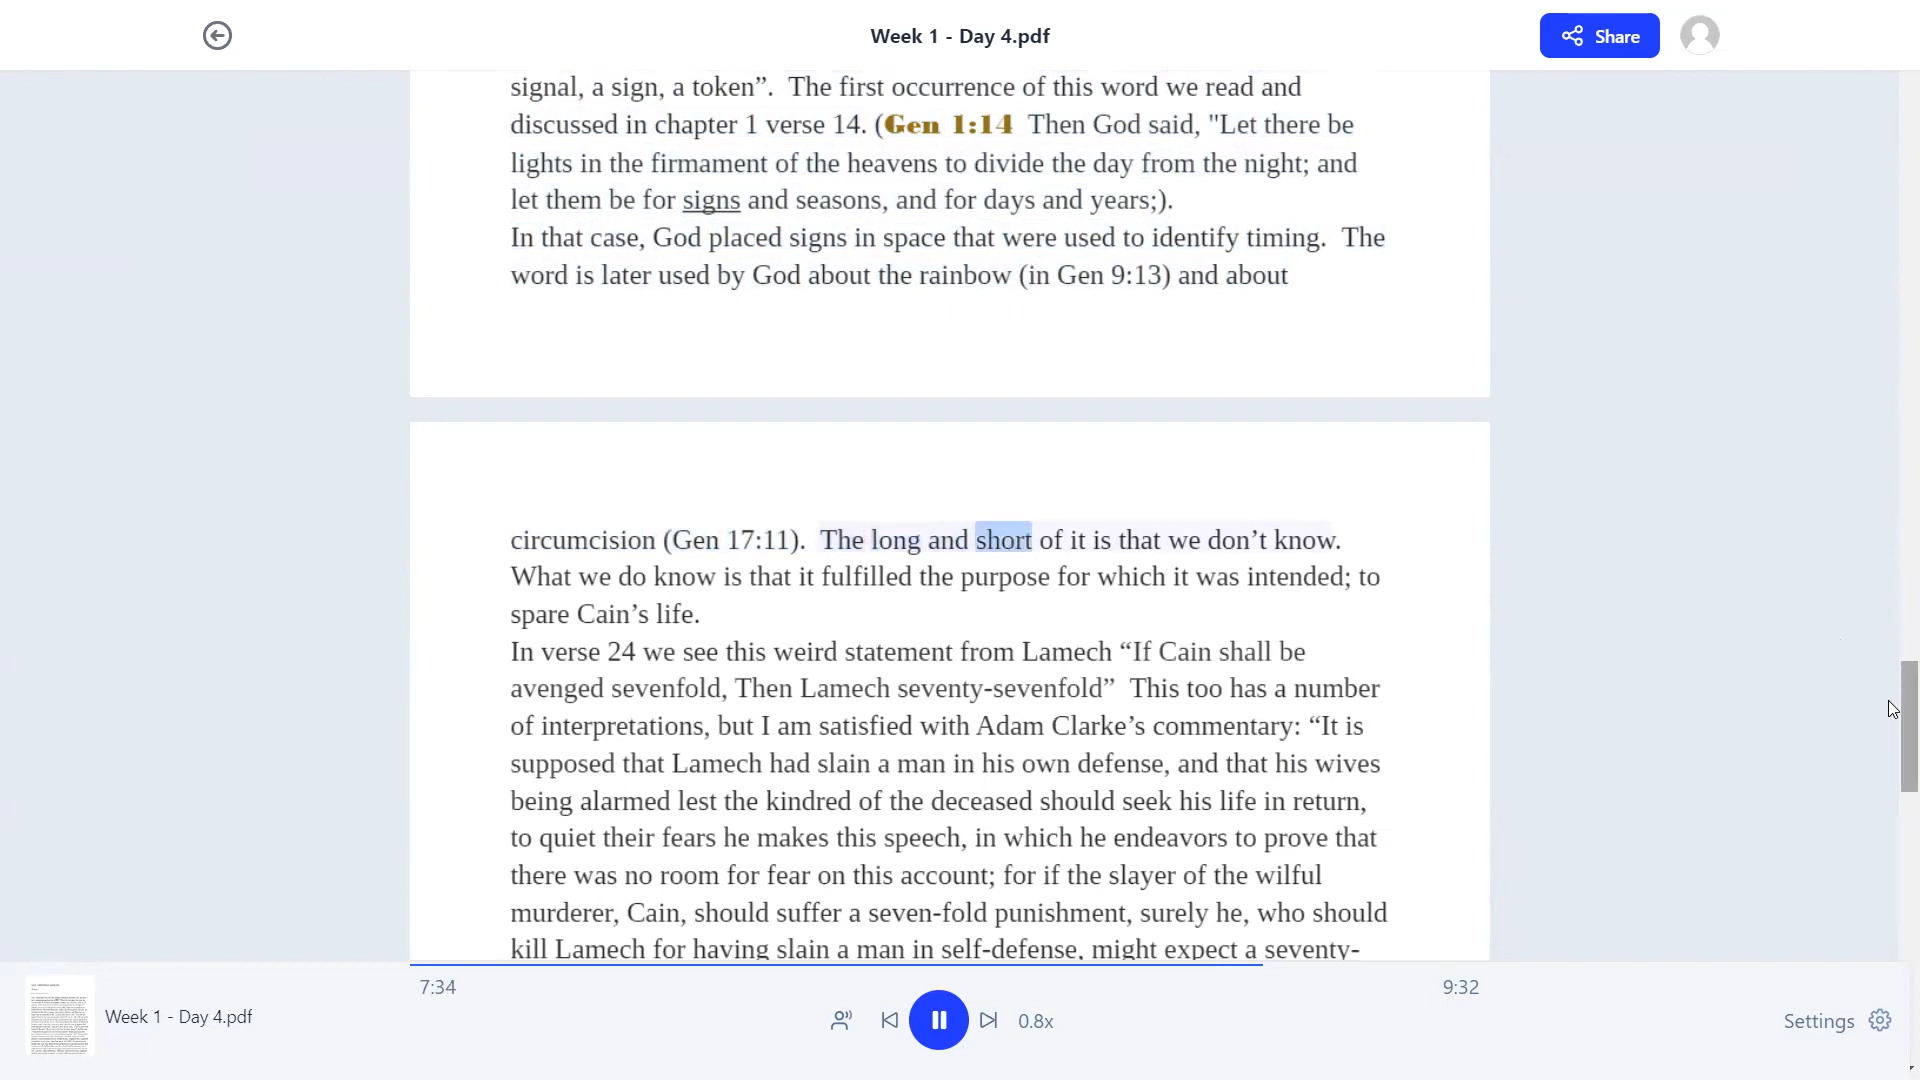 Week 1 - Day 4.pdf
Share
signal, a sign, a token”.  The first occurrence of this word we read and
discussed in chapter 1 verse 14. (Gen 1:14  Then God said, "Let there be
lights in the firmament of the heavens to divide the day from the night; and
let them be for signs and seasons, and for days and years;).
In that case, God placed signs in space that were used to identify timing.  The
word is later used by God about the rainbow (in Gen 9:13) and about
circumcision (Gen 17:11).  The long and short of it is that we don’t know.
What we do know is that it fulfilled the purpose for which it was intended; to
spare Cain’s life.
In verse 24 we see this weird statement from Lamech “If Cain shall be
avenged sevenfold, Then Lamech seventy-sevenfold”  This too has a number
of interpretations, but I am satisfied with Adam Clarke’s commentary: “It is
supposed that Lamech had slain a man in his own defense, and that his wives
being alarmed lest the kindred of the deceased should seek his life in return,
to quiet their fears he makes this speech, in which he endeavors to prove that
there was no room for fear on this account; for if the slayer of the wilful
murderer, Cain, should suffer a seven-fold punishment, surely he, who should
kill Lamech for having slain a man in self-defense, might expect a seventy-
7:34
9:32
Week 1 - Day 4.pdf
0.8x
Settings